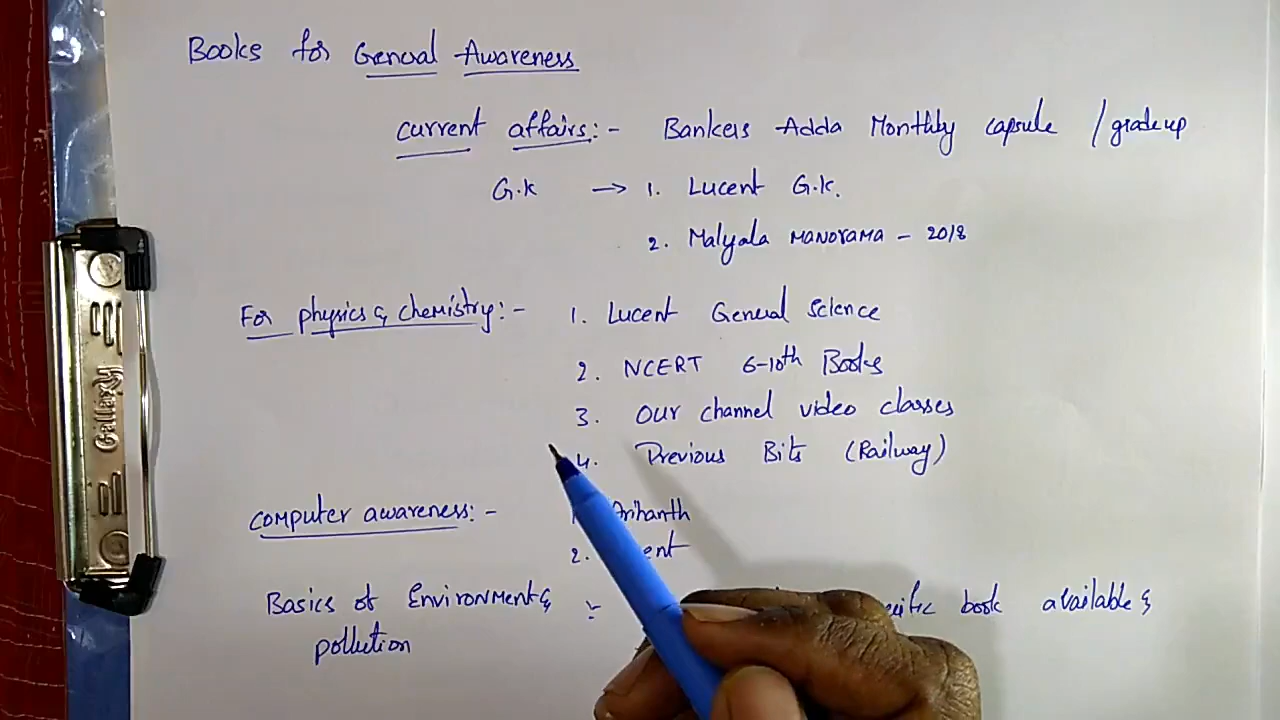 Books for General Awareness
current affairs:- Bankers Adda Monthly capsule /gradeup
G.k → 1. Lucent G.k.
2. Malyala MANORAMA - 2018
For physics & chemistry:- 1. Lucent General Science
2. NCERT 6-10th Books
3. Our channel video classes
4. Previous Bits (Railway)
computer awareness:- 1. Arihanth
2.
Basics of Environment & :- book available &
pollution
Gallaxy